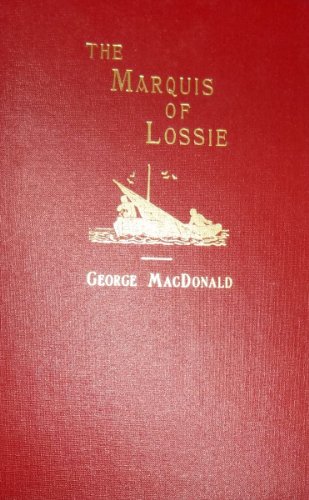 THE
MARQUIS
OF
LOSSIE
GEORGE MACDONALD